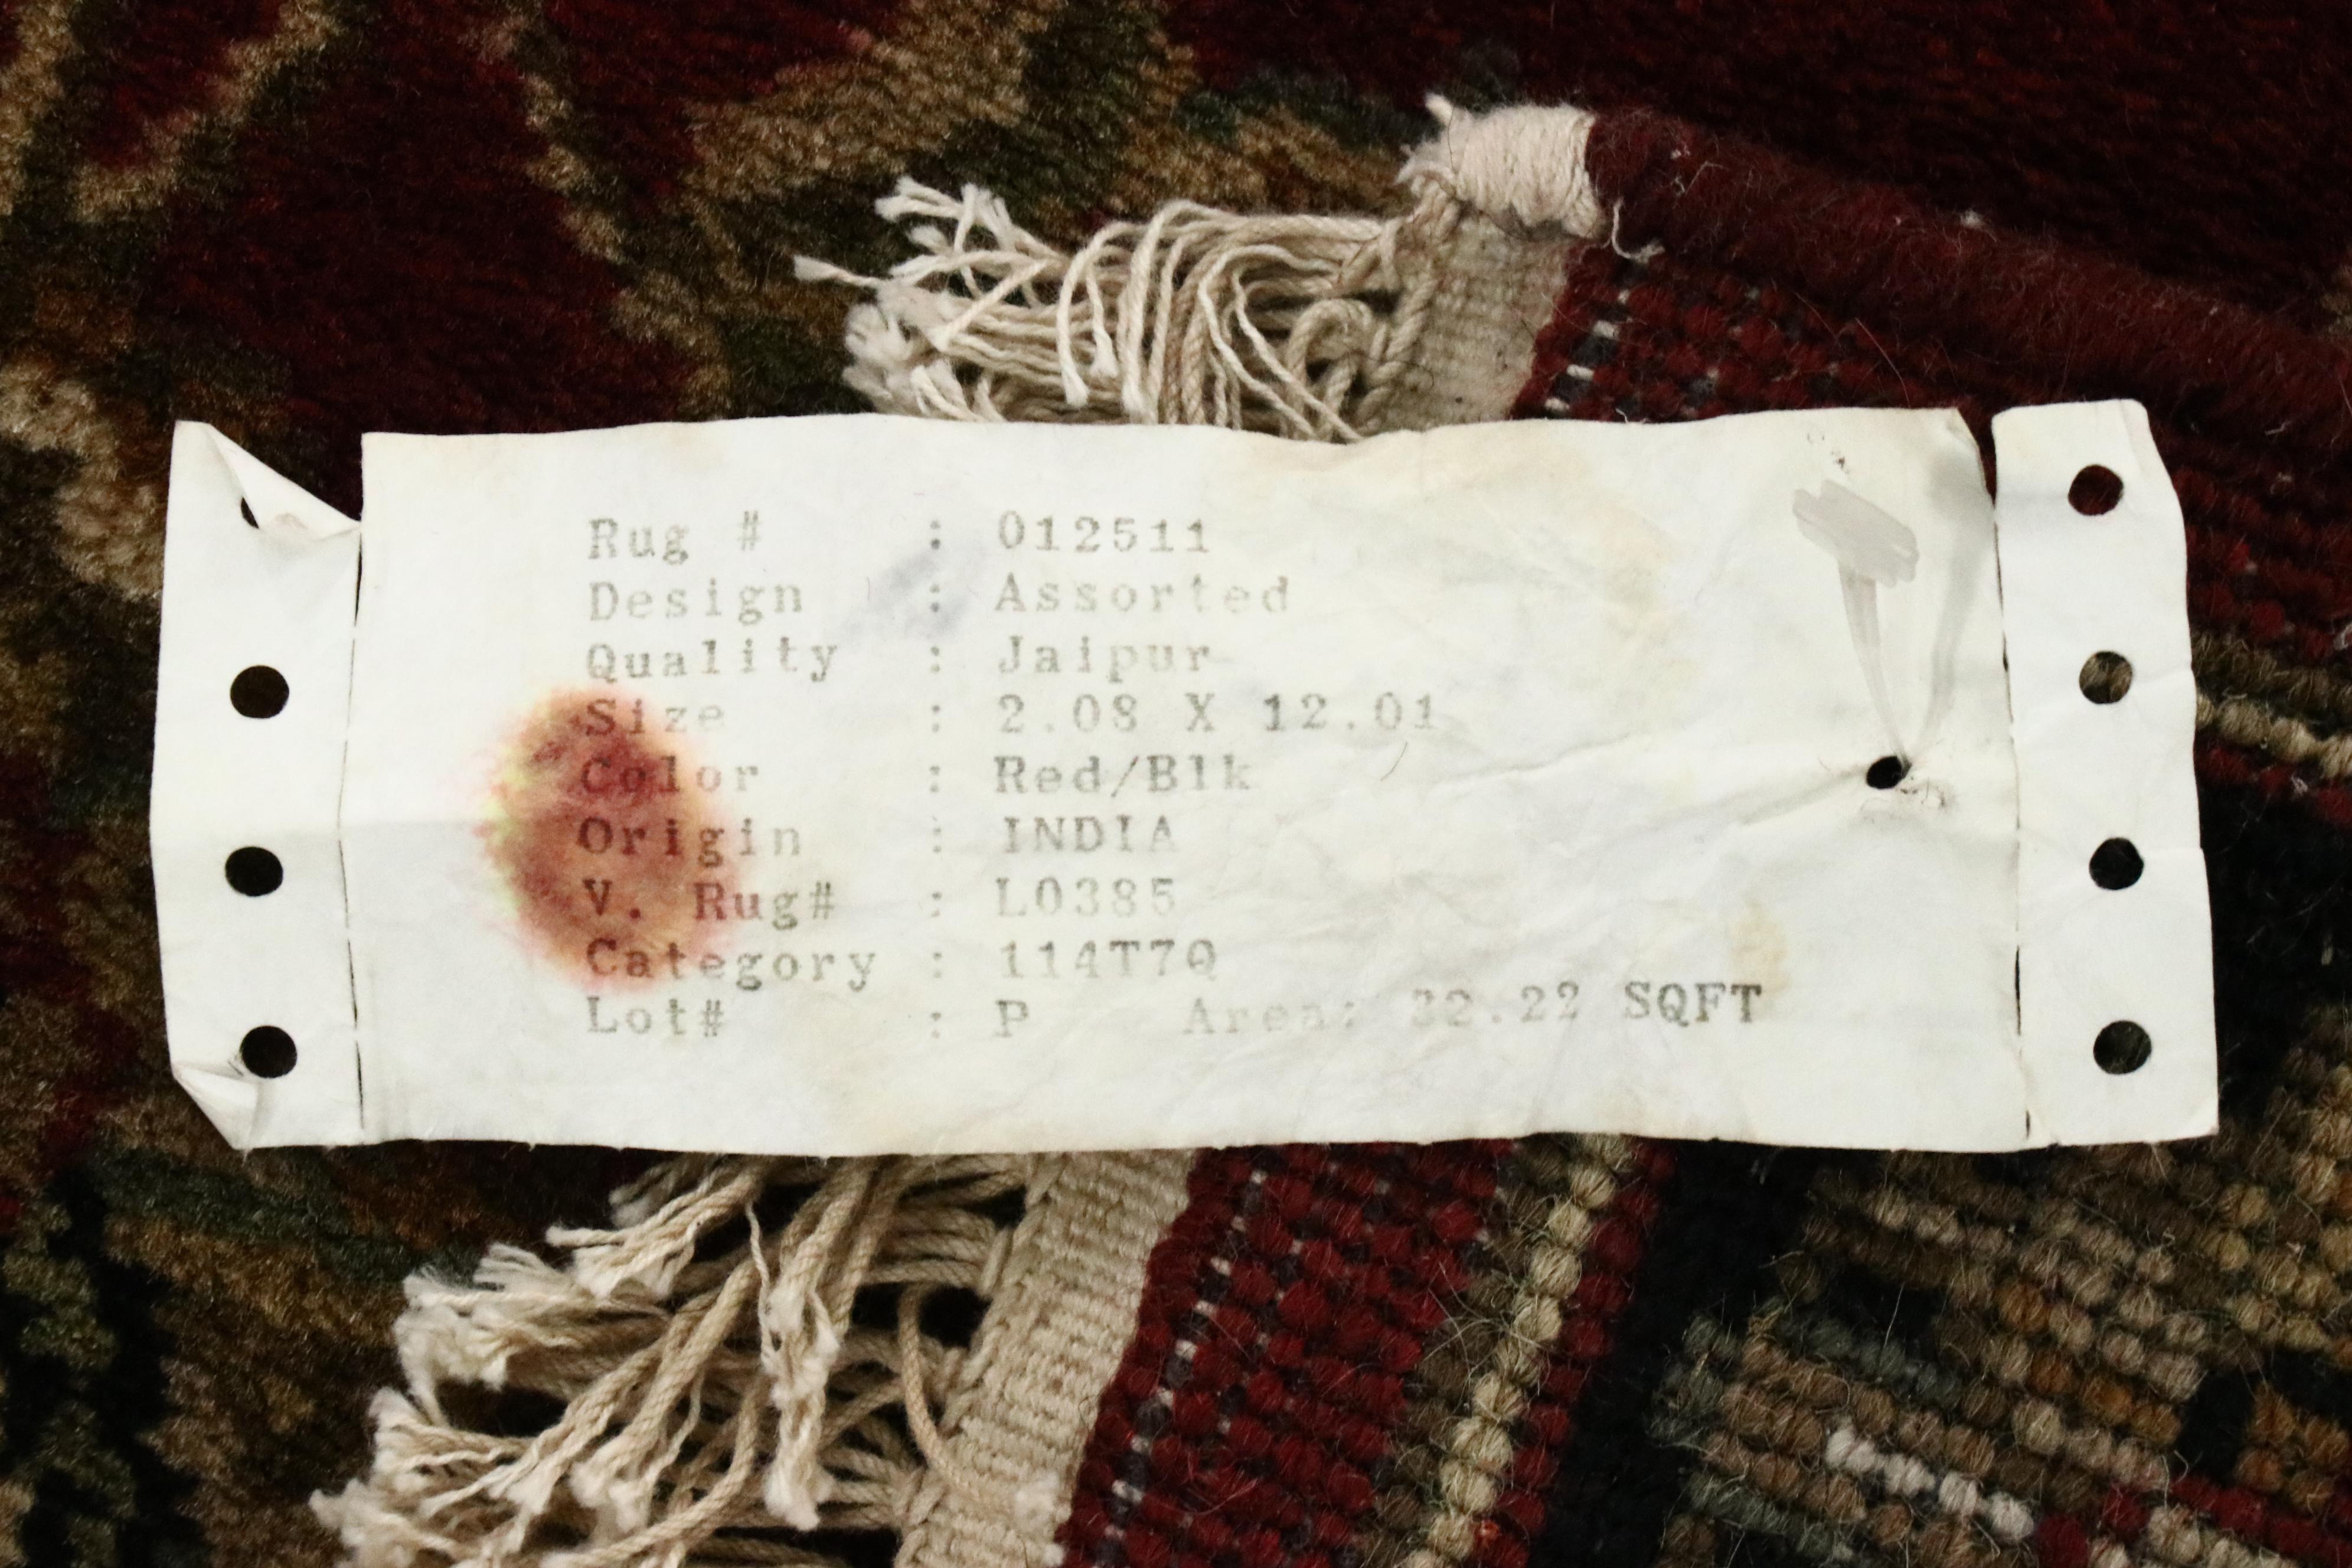 Rug # : 012511
Design : Assorted
Quality : Jaipur
Size : 2.08 X 12.01
Color : Red/Blk
Origin : INDIA
V. Rug# : L0385
Category : 114T7Q
Lot# : P Area: 32.22 SQFT